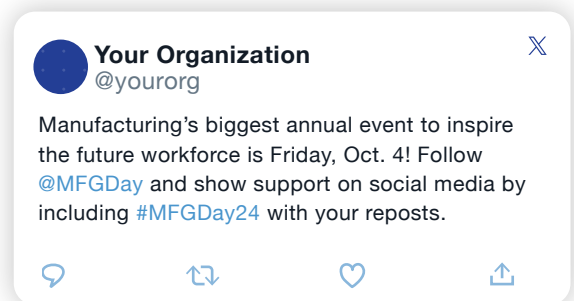 Your Organization
@yourorg
Manufacturing’s biggest annual event to inspire
the future workforce is Friday, Oct. 4! Follow
@MFGDay and show support on social media by
including #MFGDay24 with your reposts.